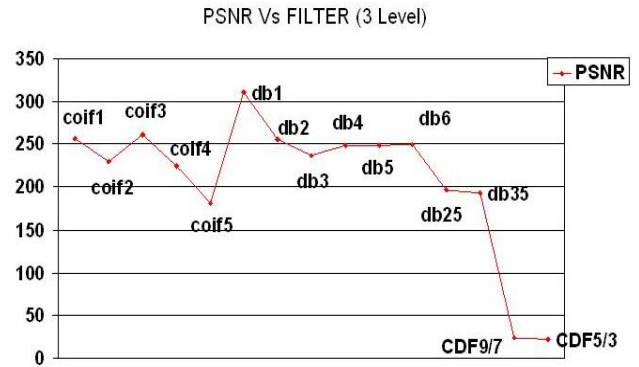 PSNR Vs FILTER (3 Level)
350
300
250
200
150
100
50
0
coif1
coif2
coif3
coif4
coif5
db1
db2
db3
db4
db5
db6
db25
db35
CDF9/7
CDF5/3
PSNR